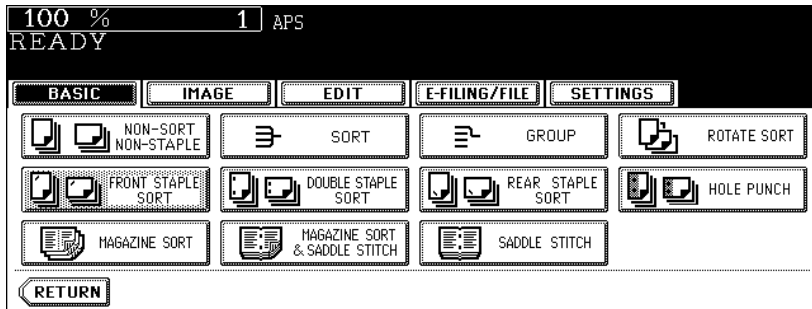 100 % 1 APS
READY
BASIC IMAGE EDIT E-FILING/FILE SETTINGS
NON-SORT
NON-STAPLE
SORT
GROUP
ROTATE SORT
FRONT STAPLE
SORT
DOUBLE STAPLE
SORT
REAR STAPLE
SORT
HOLE PUNCH
MAGAZINE SORT
MAGAZINE SORT
& SADDLE STITCH
SADDLE STITCH
RETURN